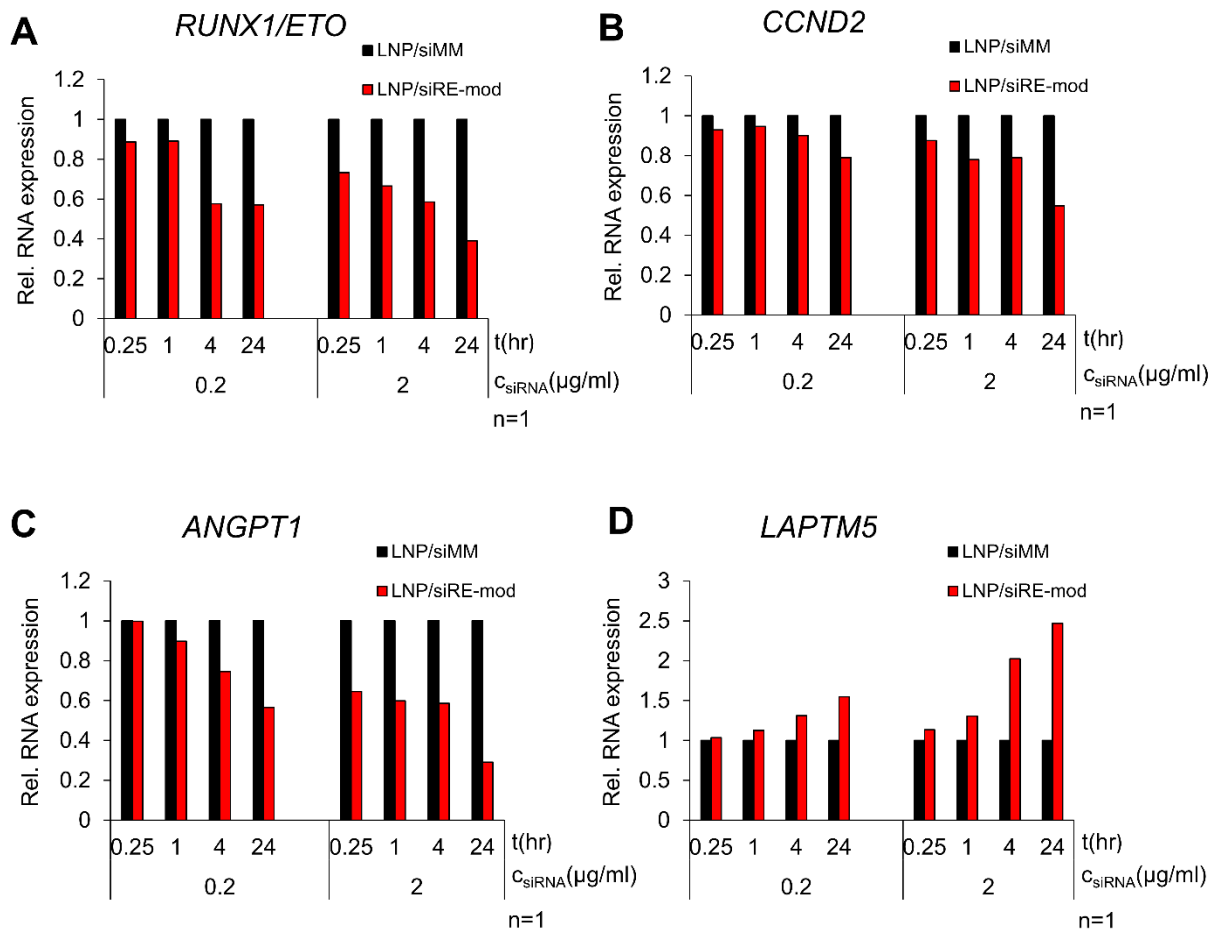 A
RUNX1/ETO
LNP/siMM
LNP/siRE-mod
Rel. RNA expression
1.2
1
0.8
0.6
0.4
0.2
0
0.25 1 4 24 0.25 1 4 24 t(hr)
0.2 2 csiRNA(µg/ml)
n=1
B
CCND2
LNP/siMM
LNP/siRE-mod
Rel. RNA expression
1.2
1
0.8
0.6
0.4
0.2
0
0.25 1 4 24 0.25 1 4 24 t(hr)
0.2 2 csiRNA(µg/ml)
n=1
C
ANGPT1
LNP/siMM
LNP/siRE-mod
Rel. RNA expression
1.2
1
0.8
0.6
0.4
0.2
0
0.25 1 4 24 0.25 1 4 24 t(hr)
0.2 2 csiRNA(µg/ml)
n=1
D
LAPTM5
LNP/siMM
LNP/siRE-mod
Rel. RNA expression
3
2.5
2
1.5
1
0.5
0
0.25 1 4 24 0.25 1 4 24 t(hr)
0.2 2 csiRNA(µg/ml)
n=1